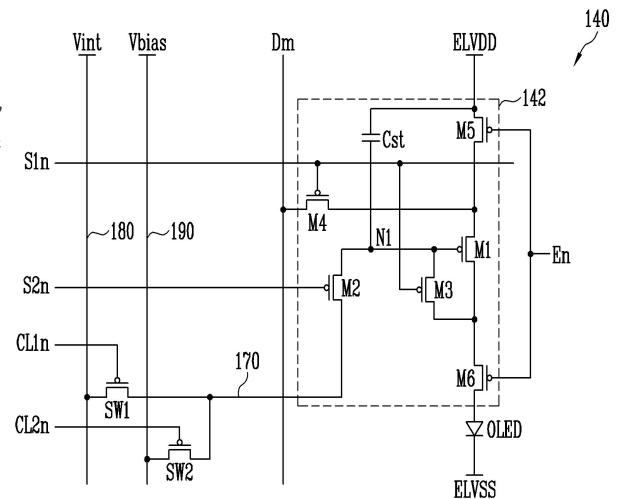 140
Vint Vbias Dm ELVDD
142
M5
Cst
S1n
M4
180 190
N1
M1
En
S2n
M2
M3
CL1n
170
M6
SW1
CL2n
OLED
SW2
ELVSS